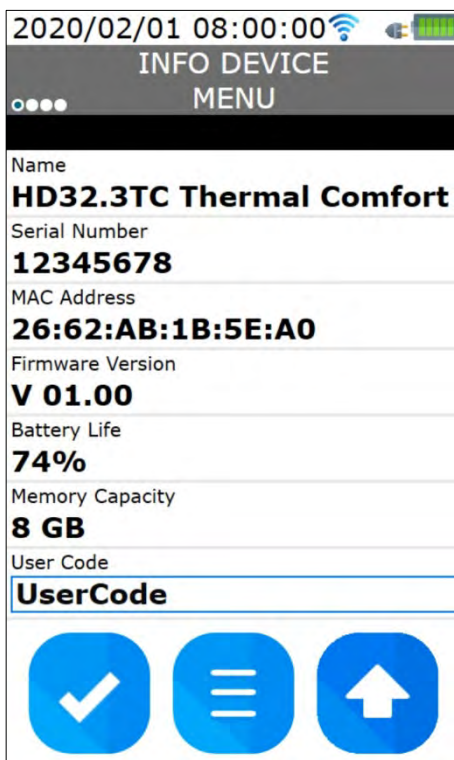 2020/02/01 08:00:00
INFO DEVICE
MENU
Name
HD32.3TC Thermal Comfort
Serial Number
12345678
MAC Address
26:62:AB:1B:5E:A0
Firmware Version
V 01.00
Battery Life
74%
Memory Capacity
8 GB
User Code
UserCode